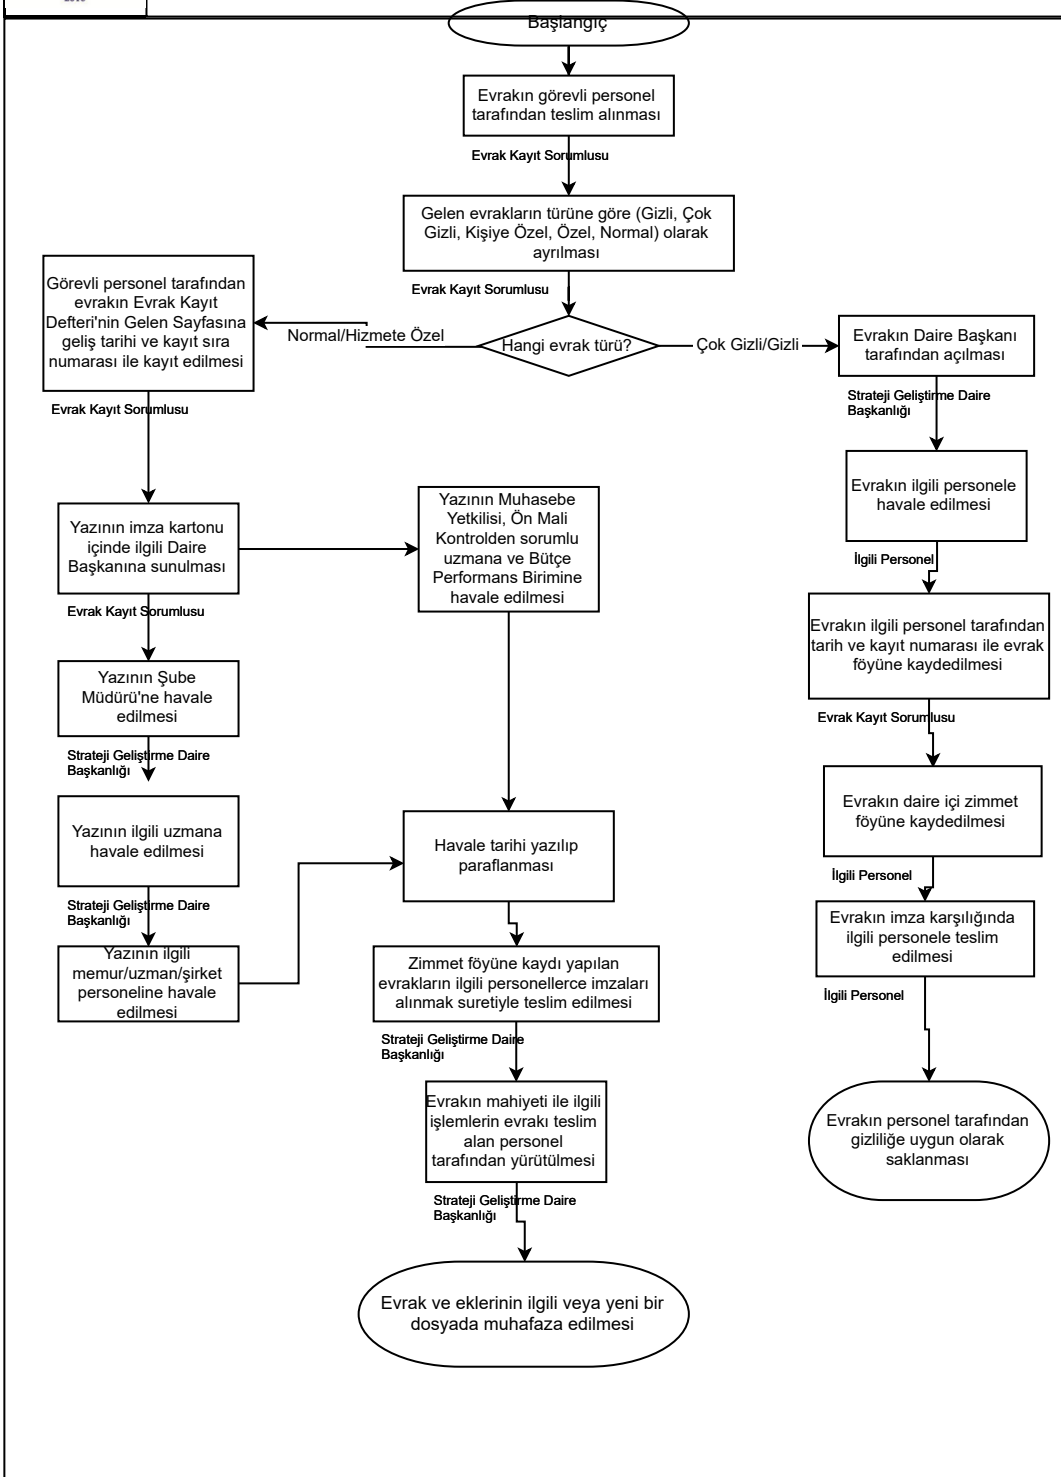 Başlangıç
Evrakın görevli personel
tarafından teslim alınması
Evrak Kayıt Sorumlusu
Gelen evrakların türüne göre (Gizli, Çok
Gizli, Kişiye Özel, Özel, Normal) olarak
ayrılması
Evrak Kayıt Sorumlusu
Hangi evrak türü?
Normal/Hizmete Özel
Çok Gizli/Gizli
Görevli personel tarafından
evrakın Evrak Kayıt
Defteri'nin Gelen Sayfasına
geliş tarihi ve kayıt sıra
numarası ile kayıt edilmesi
Evrak Kayıt Sorumlusu
Yazının imza kartonu
içinde ilgili Daire
Başkanına sunulması
Evrak Kayıt Sorumlusu
Yazının Şube
Müdürü'ne havale
edilmesi
Strateji Geliştirme Daire
Başkanlığı
Yazının ilgili uzmana
havale edilmesi
Strateji Geliştirme Daire
Başkanlığı
Yazının ilgili
memur/uzman/şirket
personeline havale
edilmesi
Yazının Muhasebe
Yetkilisi, Ön Mali
Kontrolden sorumlu
uzmana ve Bütçe
Performans Birimine
havale edilmesi
Havale tarihi yazılıp
paraflanması
Zimmet föyüne kaydı yapılan
evrakların ilgili personellerce imzaları
alınmak suretiyle teslim edilmesi
Strateji Geliştirme Daire
Başkanlığı
Evrakın mahiyeti ile ilgili
işlemlerin evrakı teslim
alan personel
tarafından yürütülmesi
Strateji Geliştirme Daire
Başkanlığı
Evrak ve eklerinin ilgili veya yeni bir
dosyada muhafaza edilmesi
Evrakın Daire Başkanı
tarafından açılması
Strateji Geliştirme Daire
Başkanlığı
Evrakın ilgili personele
havale edilmesi
İlgili Personel
Evrakın ilgili personel tarafından
tarih ve kayıt numarası ile evrak
föyüne kaydedilmesi
Evrak Kayıt Sorumlusu
Evrakın daire içi zimmet
föyüne kaydedilmesi
İlgili Personel
Evrakın imza karşılığında
ilgili personele teslim
edilmesi
İlgili Personel
Evrakın personel tarafından
gizliliğe uygun olarak
saklanması